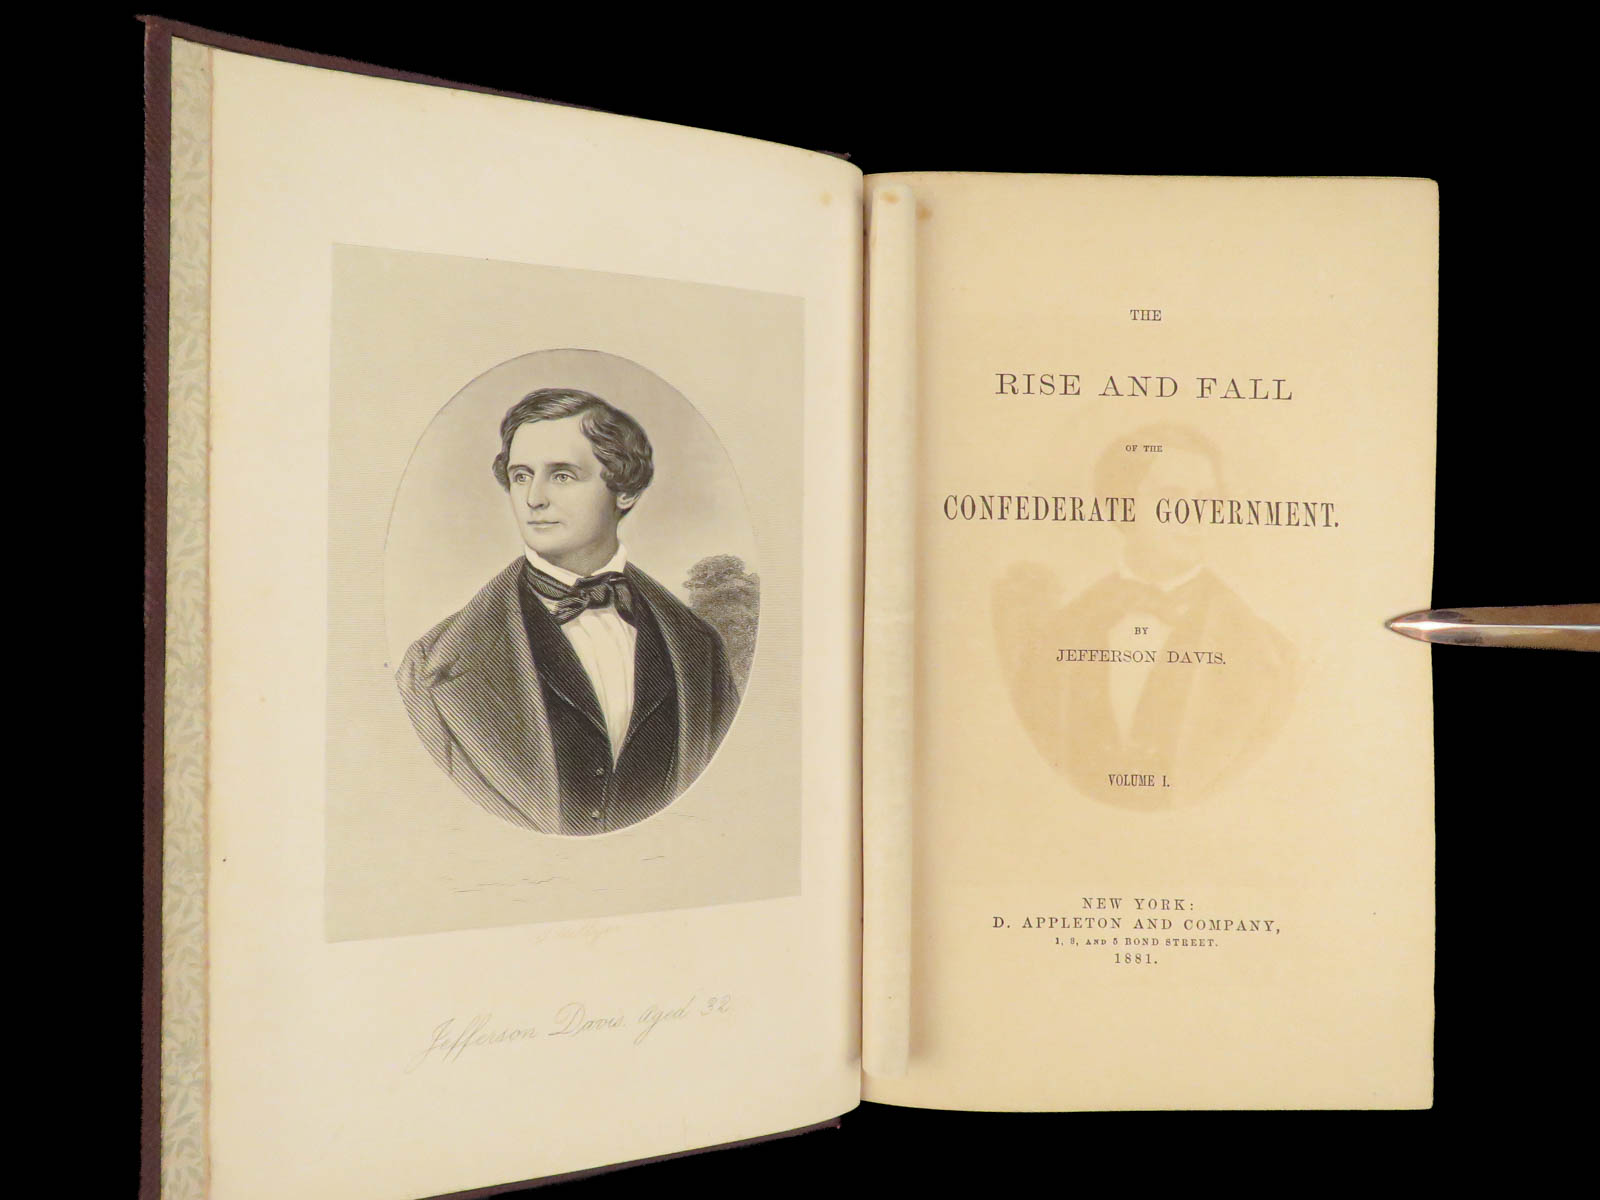 Jefferson Davis. Aged 32
THE
RISE AND FALL
OF THE
CONFEDERATE GOVERNMENT.
BY
JEFFERSON DAVIS.
VOLUME I.
NEW YORK:
D. APPLETON AND COMPANY,
1, 3, AND 5 BOND STREET.
1881.